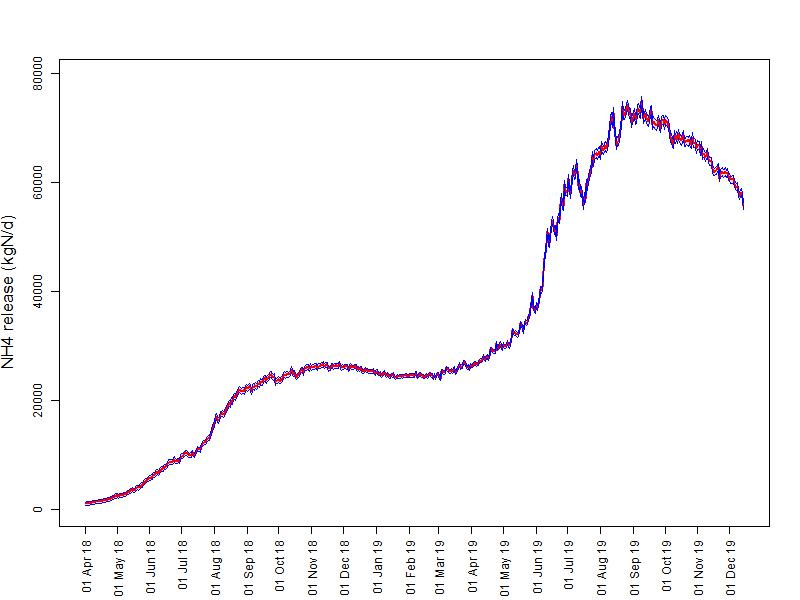 NH4 release (kgN/d)
80000
60000
40000
20000
0
01 Apr 18
01 May 18
01 Jun 18
01 Jul 18
01 Aug 18
01 Sep 18
01 Oct 18
01 Nov 18
01 Dec 18
01 Jan 19
01 Feb 19
01 Mar 19
01 Apr 19
01 May 19
01 Jun 19
01 Jul 19
01 Aug 19
01 Sep 19
01 Oct 19
01 Nov 19
01 Dec 19